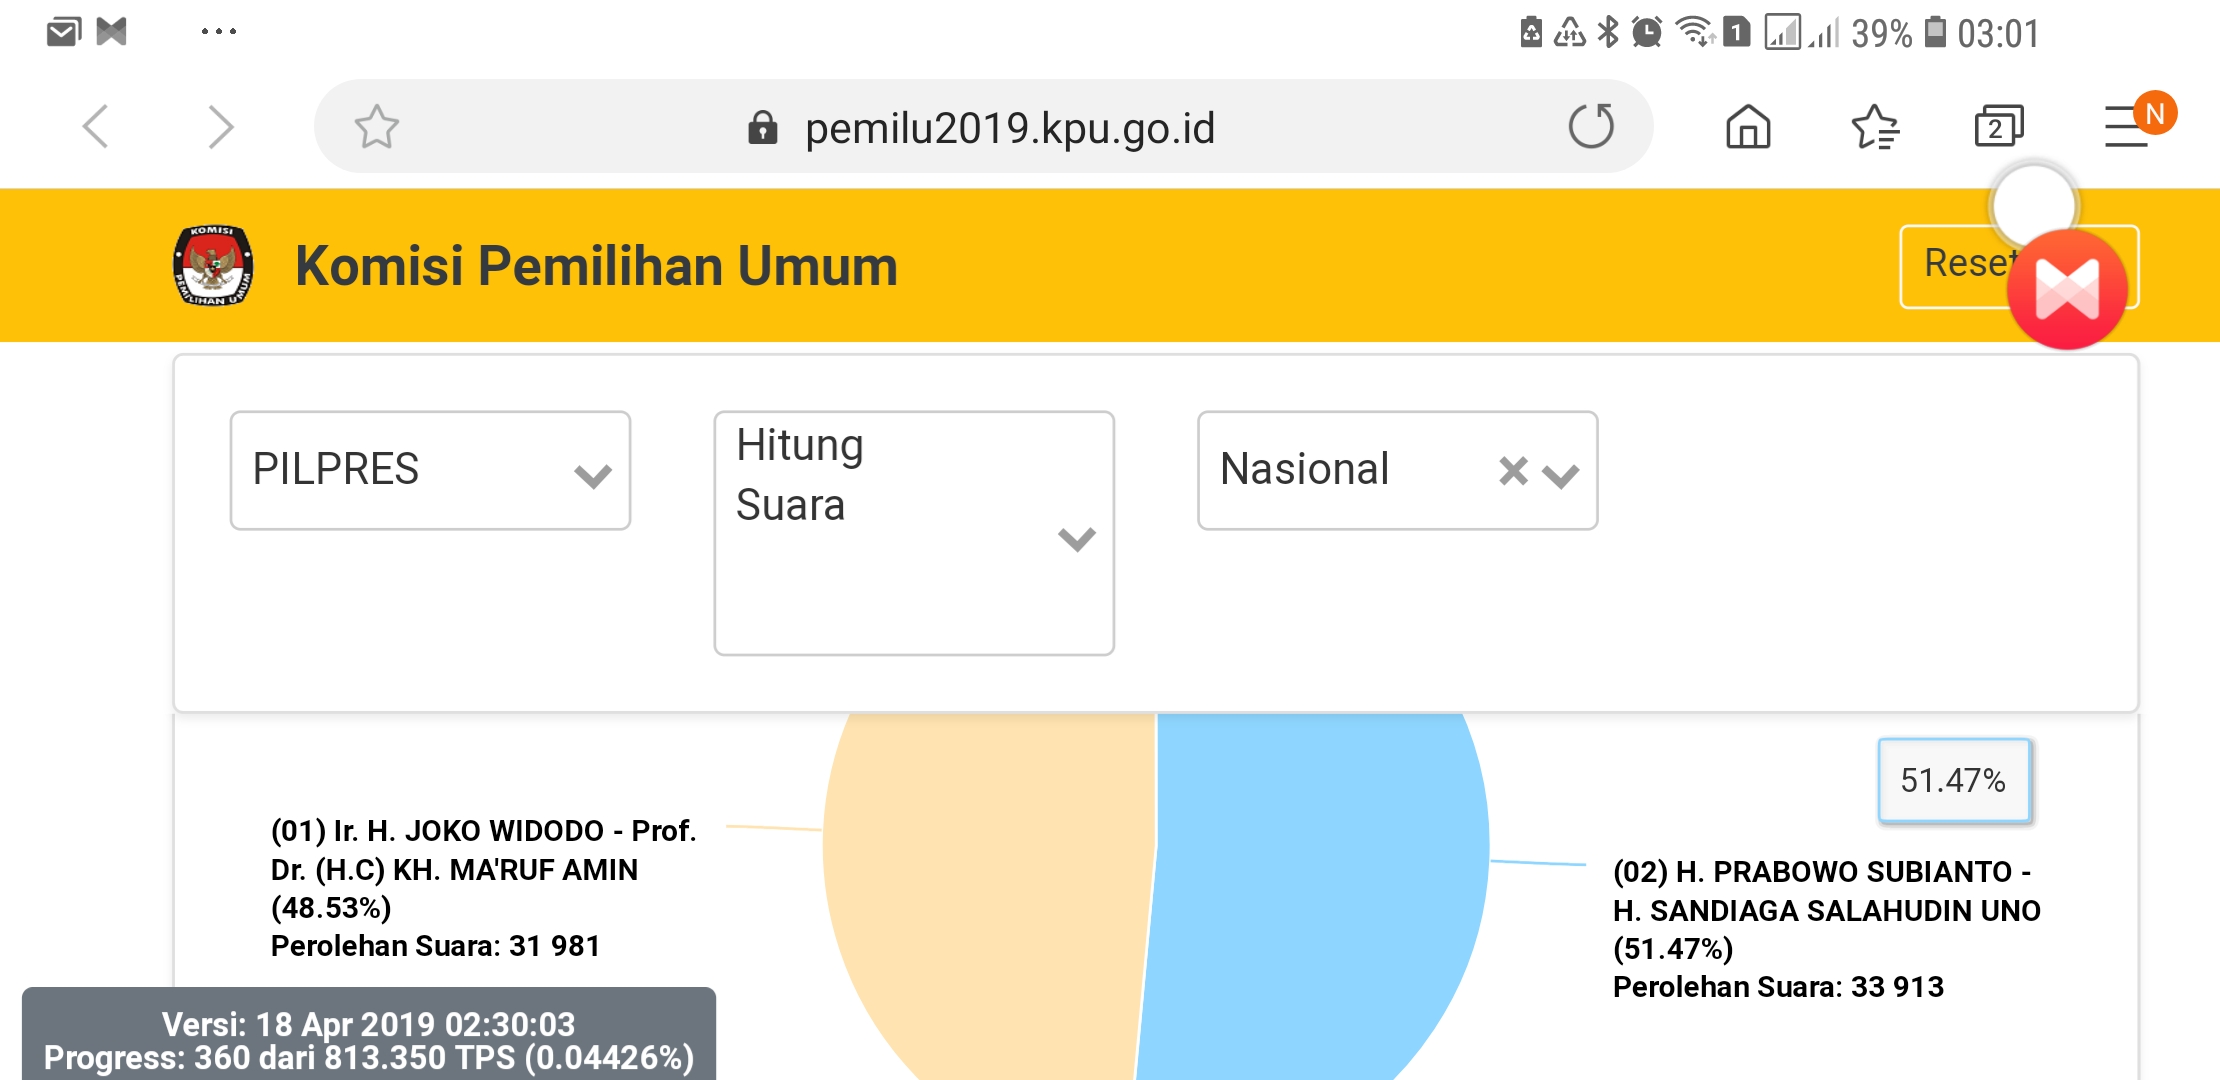 39% 03:01
pemilu2019.kpu.go.id
2
N
KOMISI
PEMILIHAN UMUM
Komisi Pemilihan Umum
Reset
PILPRES
Hitung
Suara
Nasional
51.47%
(01) Ir. H. JOKO WIDODO - Prof.
Dr. (H.C) KH. MA'RUF AMIN
(48.53%)
Perolehan Suara: 31 981
(02) H. PRABOWO SUBIANTO -
H. SANDIAGA SALAHUDIN UNO
(51.47%)
Perolehan Suara: 33 913
Versi: 18 Apr 2019 02:30:03
Progress: 360 dari 813.350 TPS (0.04426%)